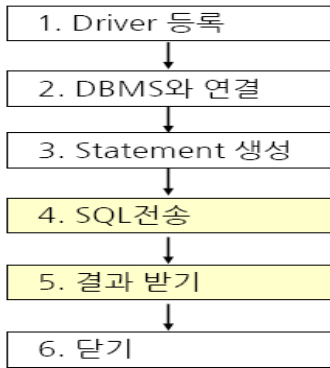 1. Driver 등록
2. DBMS와 연결
3. Statement 생성
4. SQL전송
5. 결과 받기
6. 닫기